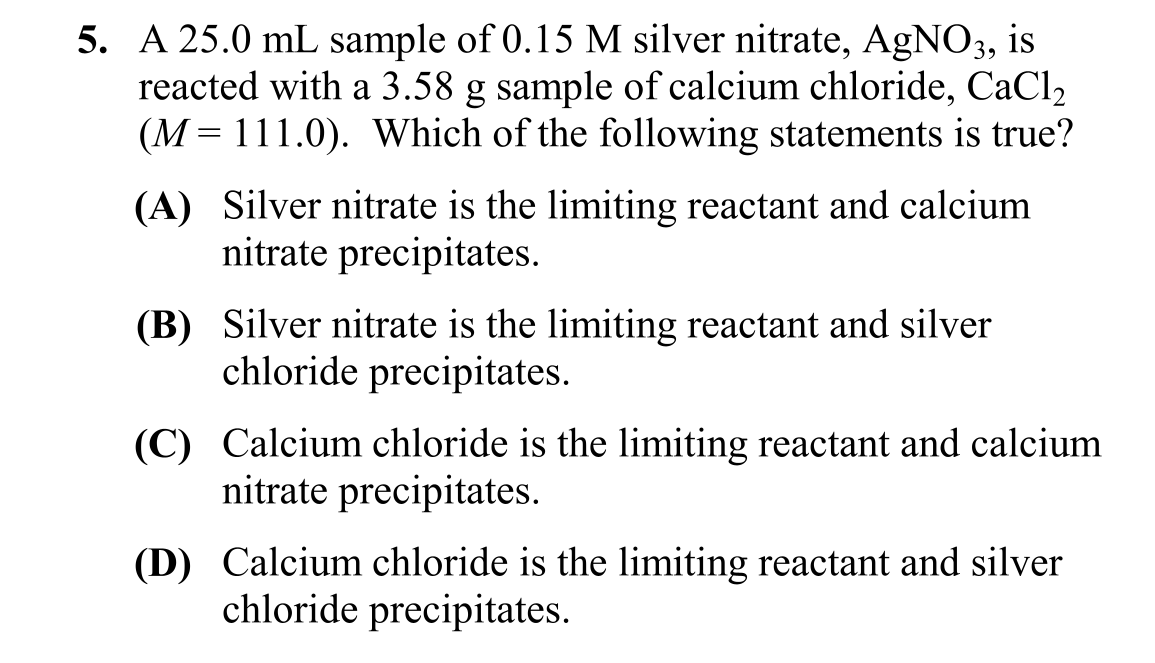 5. A 25.0 mL sample of 0.15 M silver nitrate, AgNO₃, is
reacted with a 3.58 g sample of calcium chloride, CaCl₂
(M = 111.0). Which of the following statements is true?
(A) Silver nitrate is the limiting reactant and calcium
nitrate precipitates.
(B) Silver nitrate is the limiting reactant and silver
chloride precipitates.
(C) Calcium chloride is the limiting reactant and calcium
nitrate precipitates.
(D) Calcium chloride is the limiting reactant and silver
chloride precipitates.